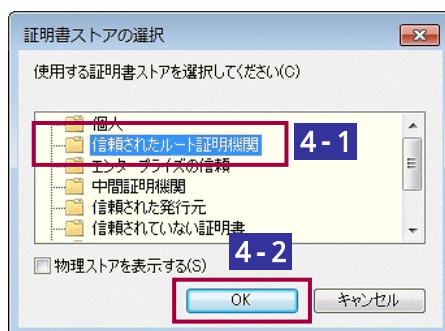 証明書ストアの選択
使用する証明書ストアを選択してください(C)
個人
信頼されたルート証明機関
4-1
エンタープライズの信頼
中間証明機関
信頼された発行元
信頼されていない証明書
物理ストアを表示する(S)
4-2
OK
キャンセル